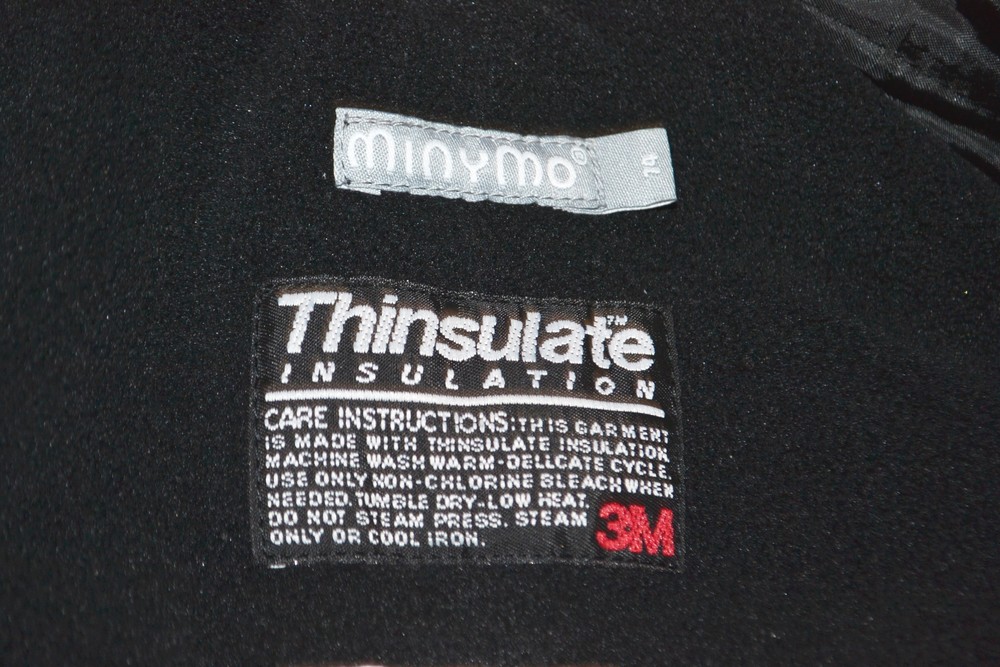 minymo®
14
Thinsulate™
INSULATION
CARE INSTRUCTIONS: THIS GARMENT
IS MADE WITH THINSULATE INSULATION.
MACHINE WASH WARM-DELLCATE CYCLE.
USE ONLY NON-CHLORINE BLEACH WHEN
NEEDED. TUMBLE DRY-LOW HEAT.
DO NOT STEAM PRESS. STEAM
ONLY OR COOL IRON.
3M